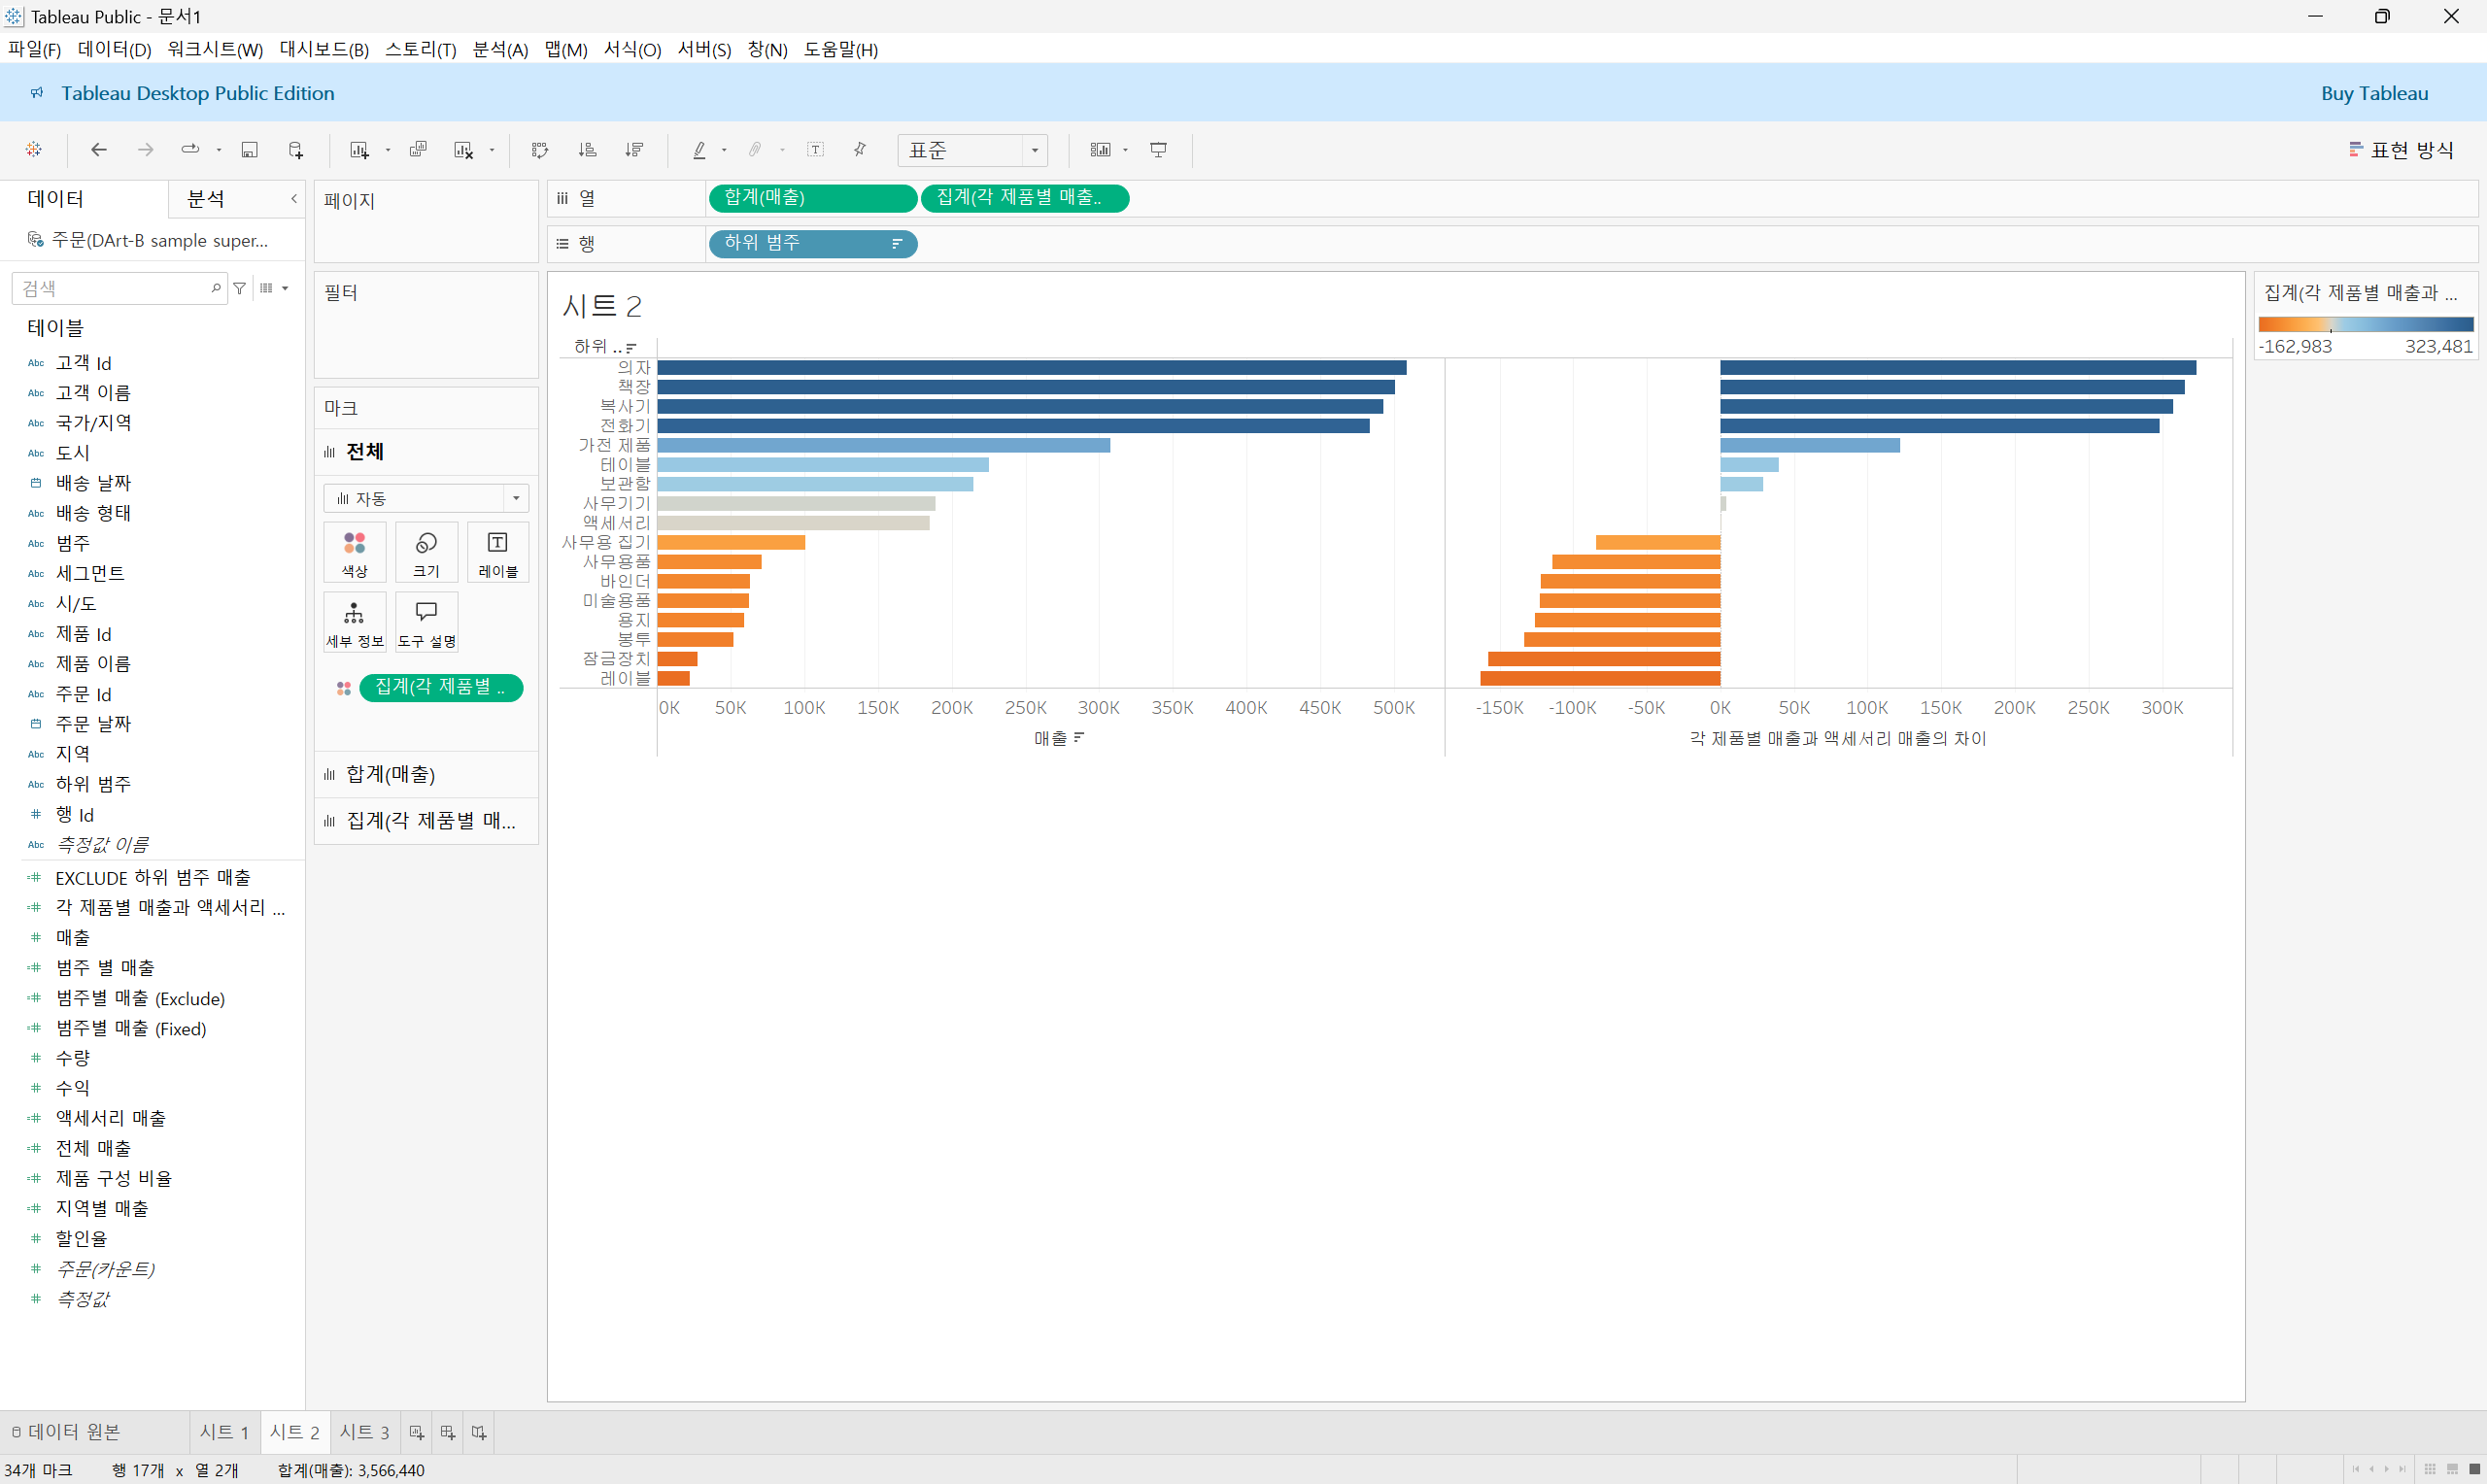 Tableau Public - 문서1
파일(F) 데이터(D) 워크시트(W) 대시보드(B) 스토리(T) 분석(A) 맵(M) 서식(O) 서버(S) 창(N) 도움말(H)
Tableau Desktop Public Edition
Buy Tableau
표준
표현 방식
데이터
분석
주문(DArt-B sample super...
검색
테이블
Abc 고객 Id
Abc 고객 이름
Abc 국가/지역
Abc 도시
배송 날짜
Abc 배송 형태
Abc 범주
Abc 세그먼트
Abc 시/도
Abc 제품 Id
Abc 제품 이름
Abc 주문 Id
주문 날짜
Abc 지역
Abc 하위 범주
# 행 Id
Abc 측정값 이름
=# EXCLUDE 하위 범주 매출
=# 각 제품별 매출과 액세서리 ...
# 매출
=# 범주 별 매출
=# 범주별 매출 (Exclude)
=# 범주별 매출 (Fixed)
# 수량
# 수익
=# 액세서리 매출
=# 전체 매출
=# 제품 구성 비율
=# 지역별 매출
# 할인율
# 주문(카운트)
# 측정값
페이지
필터
마크
전체
자동
색상
크기
레이블
세부 정보
도구 설명
집계(각 제품별 ..
합계(매출)
집계(각 제품별 매...
열
합계(매출)
집계(각 제품별 매출..
행
하위 범주
시트 2
하위 ..
의자
책장
복사기
전화기
가전 제품
테이블
보관함
사무기기
액세서리
사무용 집기
사무용품
바인더
미술용품
용지
봉투
잠금장치
레이블
0K 50K 100K 150K 200K 250K 300K 350K 400K 450K 500K
매출
-150K -100K -50K 0K 50K 100K 150K 200K 250K 300K
각 제품별 매출과 액세서리 매출의 차이
집계(각 제품별 매출과 ...
-162,983 323,481
데이터 원본
시트 1
시트 2
시트 3
34개 마크 행 17개 x 열 2개 합계(매출): 3,566,440